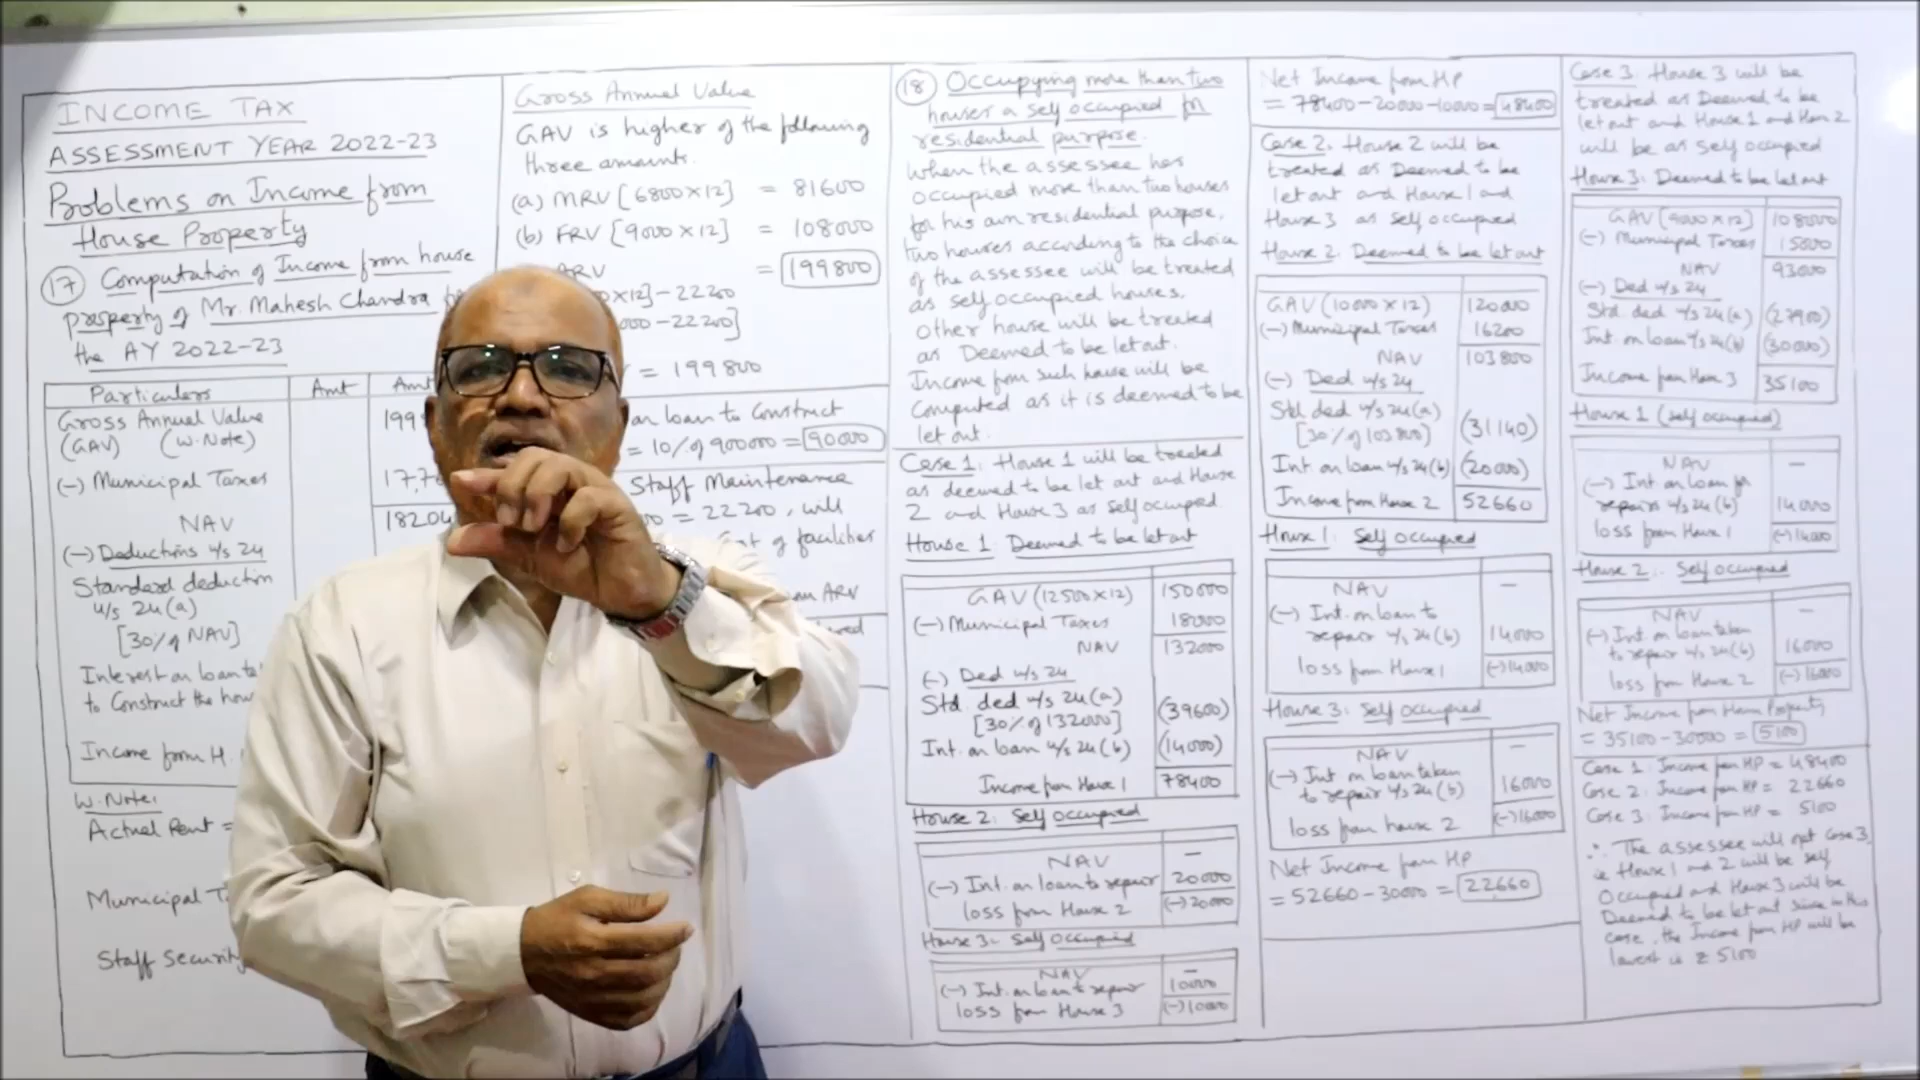 INCOME TAX
ASSESSMENT YEAR 2022-23
Problems on Income from
House Property
17 Computation of Income from house
property of Mr. Mahesh Chandra
the AY 2022-23
Particulars Amt Amt
Gross Annual Value
(GAV) (W.Note)
(-) Municipal Taxes
NAV
(-) Deductions u/s 24
Standard deduction
u/s 24(a)
[30% of NAV]
Interest on loan
to Construct the
Income from H.
W.Note:
Actual Rent =
Municipal
Staff Security
Gross Annual Value
GAV is higher of the following
three amounts.
(a) MRV [6800×12] = 81600
(b) FRV [9000×12] = 108000
ARV = 199800
×12]-22200
-22200]
= 199800
on loan to Construct
= 10% of 900000 = 90000
Staff Maintenance
= 22200, will
of facilities
ARV
18 Occupying more than two
houses a self occupied for
residential purpose.
When the assessee has
occupied more than two houses
for his own residential purpose,
two houses according to the choice
of the assessee will be treated
as self occupied houses.
Other house will be treated
as Deemed to be let out.
Income from such house will be
Computed as it is deemed to be
let out.
Case 1: House 1 will be treated
as deemed to be let out and House
2 and House 3 as self occupied.
House 1: Deemed to be let out
GAV (12500×12) 150000
(-) Municipal Taxes 18000
NAV 132000
(-) Ded u/s 24
Std. ded u/s 24(a)
[30% of 132000] (39600)
Int. on loan u/s 24(b) (14000)
Income from House 1 78400
House 2: Self occupied
NAV —
(-) Int. on loan to repair 20000
loss from House 2 (-)20000
House 3: Self Occupied
NAV —
(-) Int. on loan to repair 10000
loss from House 3 (-)10000
Net Income from HP
= 78400-20000-10000 = 48400
Case 2. House 2 will be
treated as Deemed to be
let out and House 1 and
House 3 as self occupied
House 2. Deemed to be let out
GAV (10000×12) 120000
(-) Municipal Taxes 16200
NAV 103800
(-) Ded u/s 24
Std ded u/s 24(a)
[30% of 103800] (31140)
Int on loan u/s 24(b) (20000)
Income from House 2 52660
House 1: Self occupied
NAV —
(-) Int. on loan to
repair u/s 24(b) 14000
loss from House 1 (-)14000
House 3: Self occupied
NAV —
(-) Int on loan taken
to repair u/s 24(b) 16000
loss from house 2 (-)16000
Net Income from HP
= 52660-30000 = 22660
Case 3 House 3 will be
treated as Deemed to be
let out and House 1 and House 2
will be as self occupied
House 3: Deemed to be let out
GAV (9000×12) 108000
(-) Municipal Taxes 15000
NAV 93000
(-) Ded u/s 24
Std. ded u/s 24(a) (27900)
Int. on loan u/s 24(b) (30000)
Income from House 3 35100
House 1 (self occupied)
NAV —
(-) Int on loan for
repairs u/s 24(b) 14000
loss from House 1 (-)14000
House 2: Self occupied
NAV —
(-) Int on loan taken
to repair u/s 24(b) 16000
loss from House 2 (-)16000
Net Income from House Property
= 35100-30000 = 5100
Case 1: Income from HP = 48400
Case 2: Income from HP = 22660
Case 3: Income from HP = 5100
∴ The assessee will opt case 3,
ie House 1 and 2 will be self
Occupied and House 3 will be
Deemed to be let out since in this
case, the Income from HP will be
lowest ie ₹ 5100